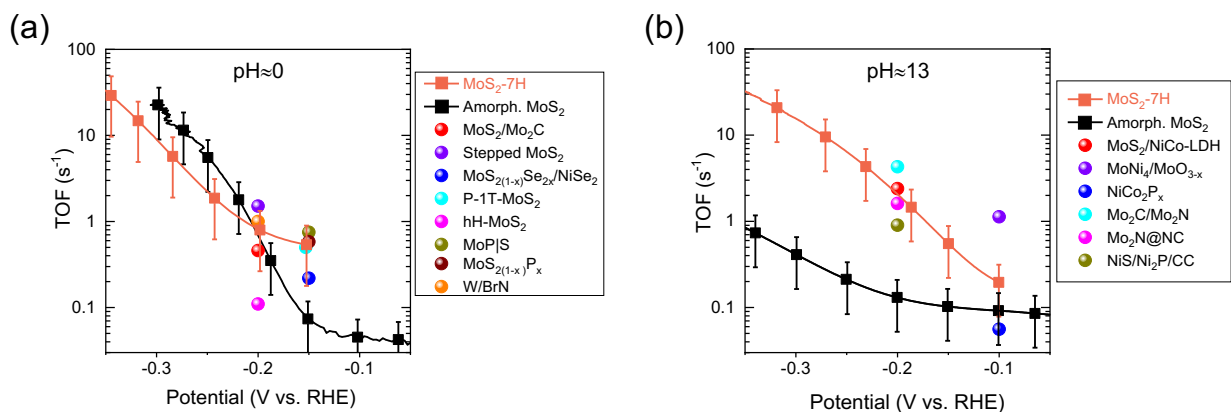 (a)
100
10
1
0.1
TOF (s⁻¹)
pH≈0
-0.3
-0.2
-0.1
Potential (V vs. RHE)
MoS₂-7H
Amorph. MoS₂
MoS₂/Mo₂C
Stepped MoS₂
MoS₂₍₁₋ₓ₎Se₂ₓ/NiSe₂
P-1T-MoS₂
hH-MoS₂
MoP|S
MoS₂₍₁₋ₓ₎Pₓ
W/BrN
(b)
100
10
1
0.1
TOF (s⁻¹)
pH≈13
-0.3
-0.2
-0.1
Potential (V vs. RHE)
MoS₂-7H
Amorph. MoS₂
MoS₂/NiCo-LDH
MoNi₄/MoO₃₋ₓ
NiCo₂Pₓ
Mo₂C/Mo₂N
Mo₂N@NC
NiS/Ni₂P/CC